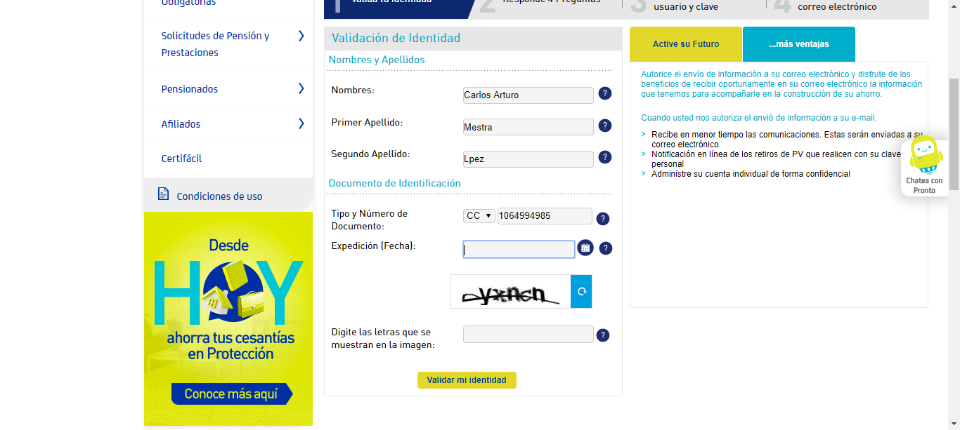 Obligatorias
Solicitudes de Pensión y
Prestaciones
Pensionados
Afiliados
Certifácil
Condiciones de uso
Desde
HOY
ahorra tus cesantías
en Protección
Conoce más aquí
1 Valida tu identidad
2 Responde 4 Preguntas
3 usuario y clave
4 correo electrónico
Validación de Identidad
Nombres y Apellidos
Nombres: Carlos Arturo ?
Primer Apellido: Mestra ?
Segundo Apellido: Lpez ?
Documento de Identificación
Tipo y Número de
Documento: CC 1064994985 ?
Expedición (Fecha): ?
Digite las letras que se
muestran en la imagen: ?
Validar mi identidad
Active su Futuro
...más ventajas
Autorice el envío de información a su correo electrónico y disfrute de los
beneficios de recibir oportunamente en su correo electrónico la información
que tenemos para acompañarle en la construcción de su ahorro.
Cuando usted nos autoriza el envió de información a su e-mail:
> Recibe en menor tiempo las comunicaciones. Estas serán enviadas a su
correo electrónico
> Notificación en línea de los retiros de PV que realicen con su clave
personal
> Administre su cuenta individual de forma confidencial
Chatea con
Pronto